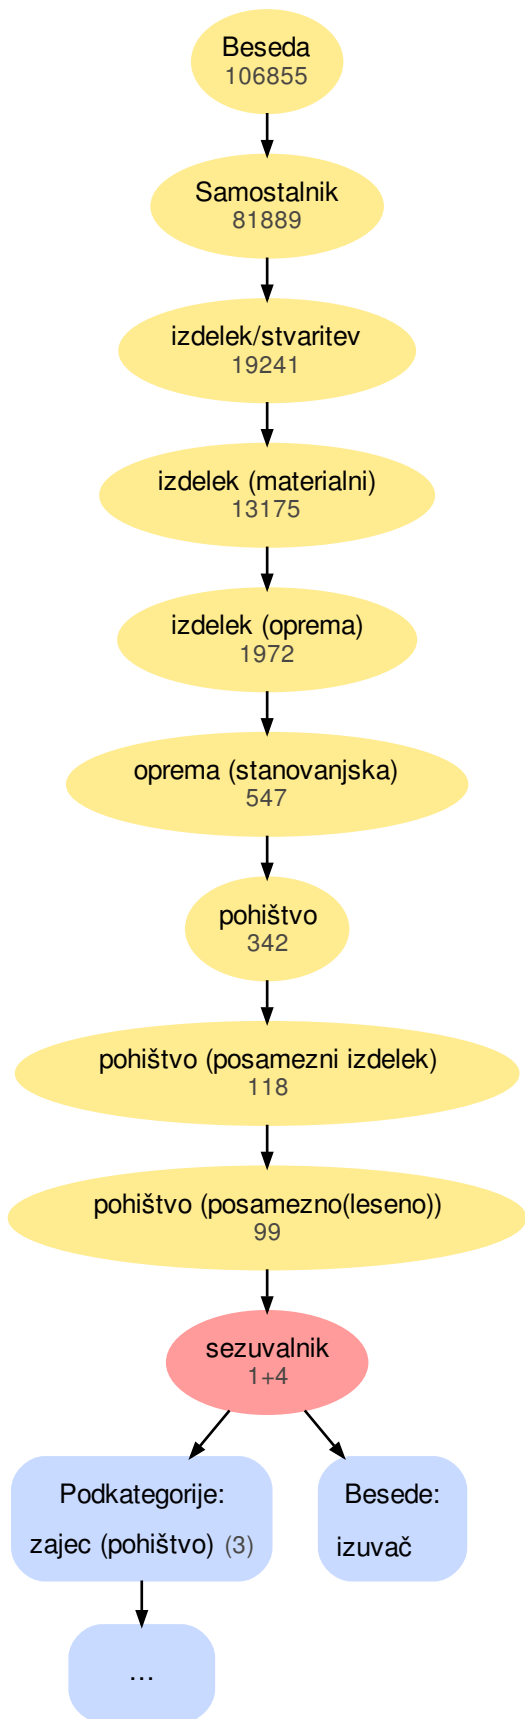 Beseda
106855
Samostalnik
81889
izdelek/stvaritev
19241
izdelek (materialni)
13175
izdelek (oprema)
1972
oprema (stanovanjska)
547
pohištvo
342
pohištvo (posamezni izdelek)
118
pohištvo (posamezno(leseno))
99
sezuvalnik
1+4
Podkategorije:
zajec (pohištvo) (3)
Besede:
izuvač
...